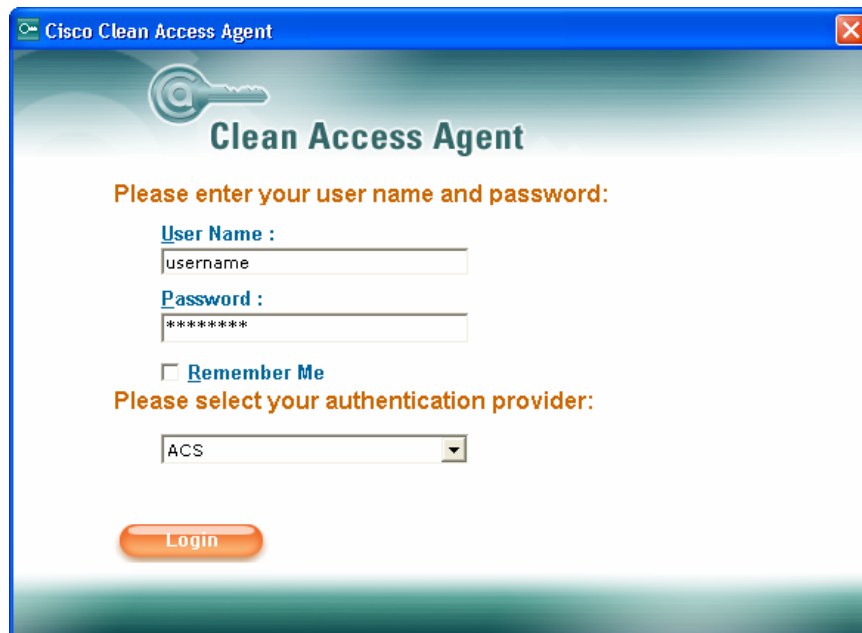 Cisco Clean Access Agent
Clean Access Agent
Please enter your user name and password:
User Name :
username
Password :
********
Remember Me
Please select your authentication provider:
ACS
Login